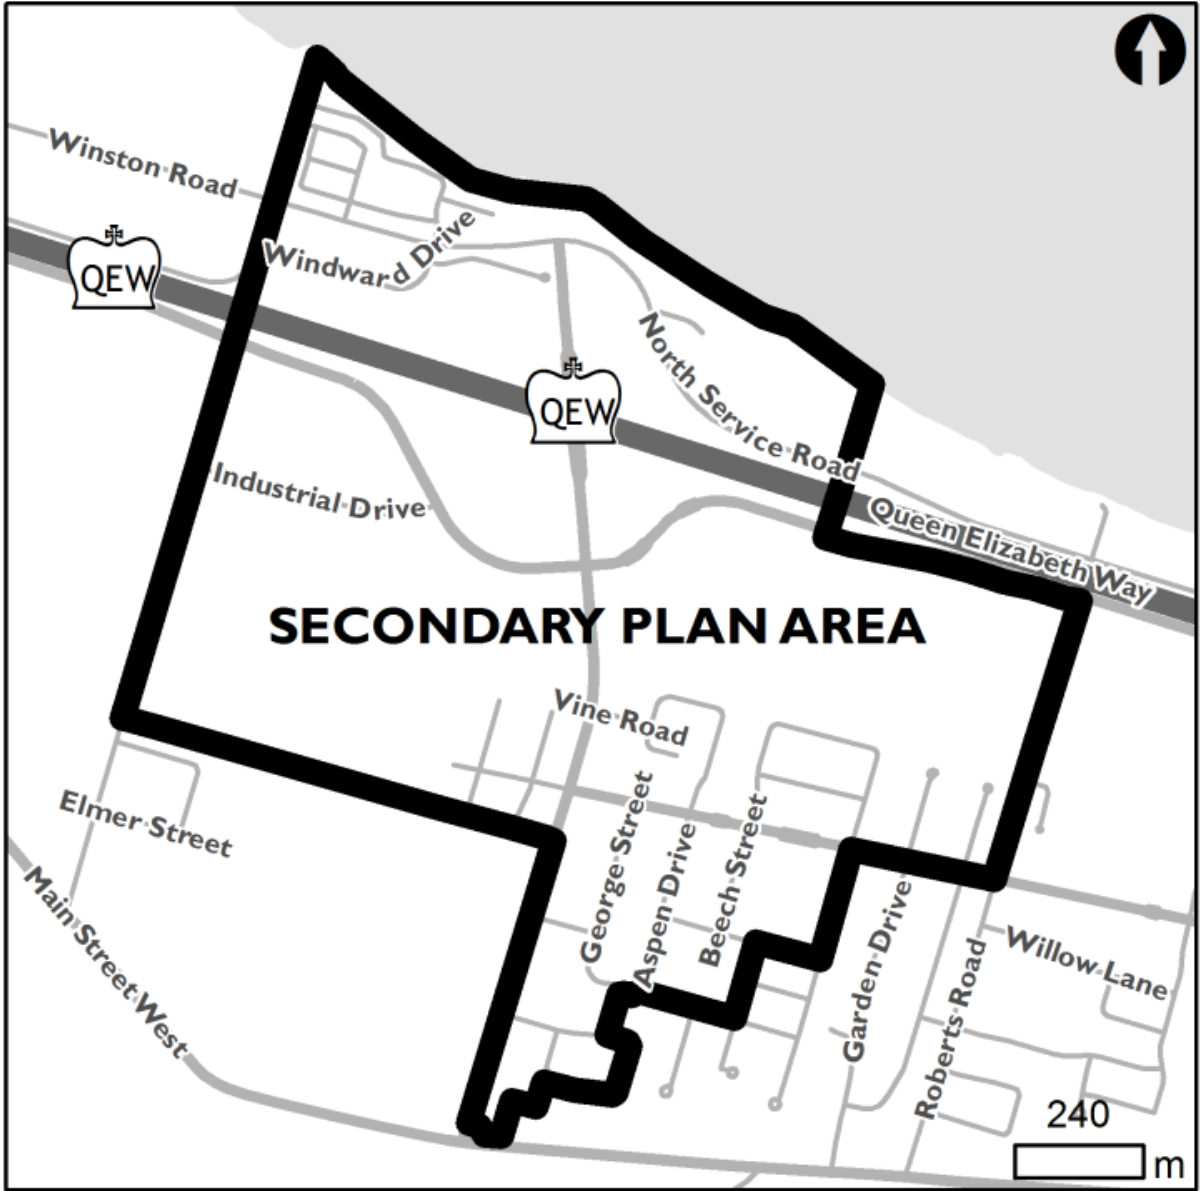 Winston Road
Windward Drive
QEW
QEW
North Service Road
Industrial Drive
Queen Elizabeth Way
SECONDARY PLAN AREA
Vine Road
Elmer Street
George Street
Aspen Drive
Beech Street
Main Street West
Garden Drive
Roberts Road
Willow Lane
240
m